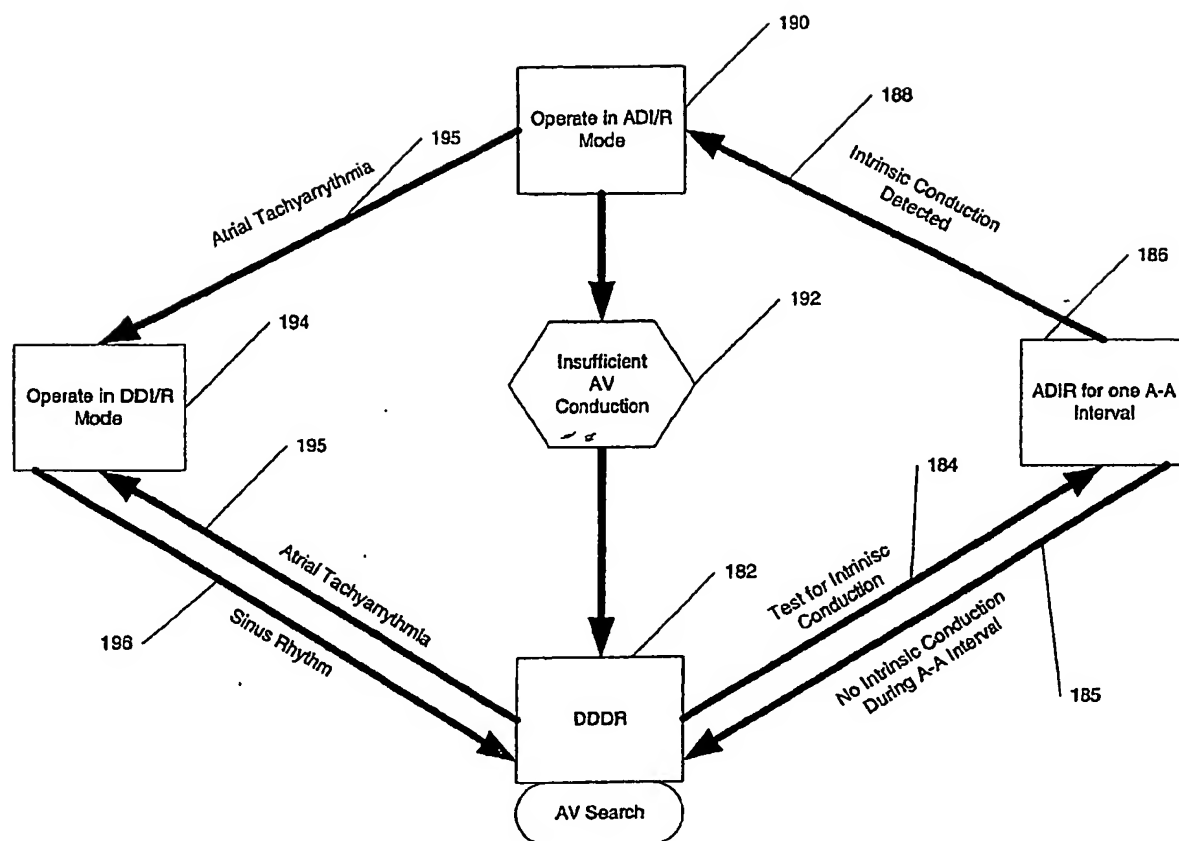 190
Operate in ADI/R
Mode
188
195
Atrial Tachyarrythmia
Intrinsic Conduction
Detected
186
194
192
Operate in DDI/R
Mode
Insufficient
AV
Conduction
ADIR for one A-A
Interval
195
184
182
Atrial Tachyarrythmia
Test for Intrinisc
Conduction
196
Sinus Rhythm
No Intrinsic Conduction
During A-A Interval
185
DDDR
AV Search